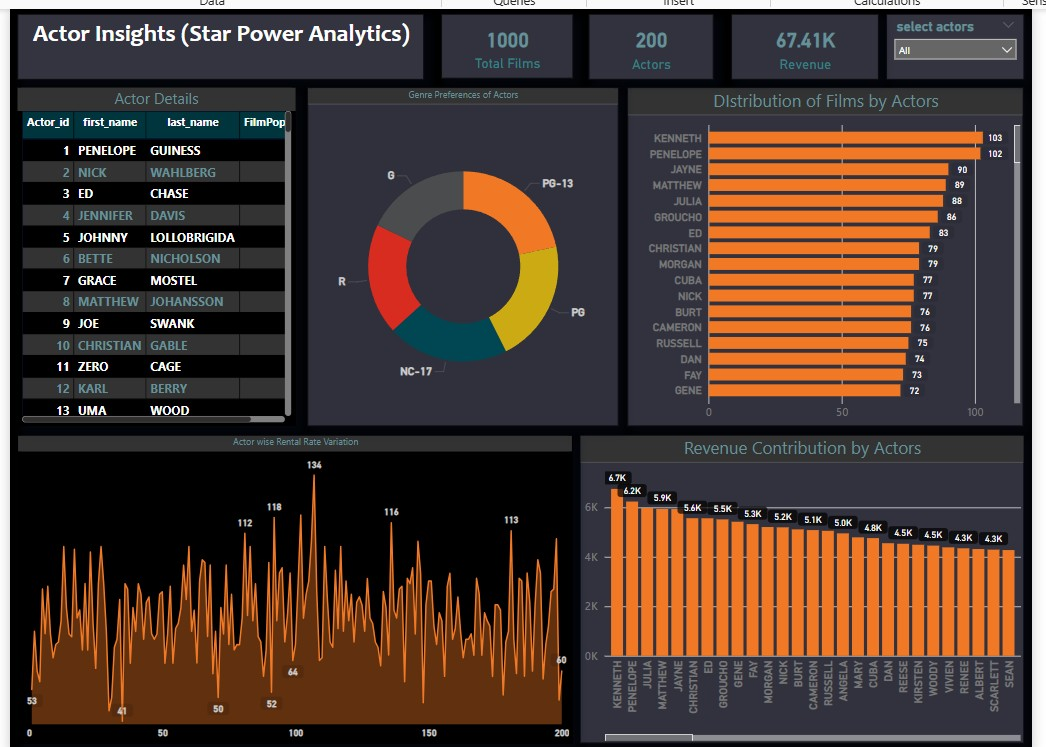 Data Queries Insert Calculations
Actor Insights (Star Power Analytics)
1000
Total Films
200
Actors
67.41K
Revenue
select actors
All
Actor Details
Actor_id first_name last_name FilmPop
1 PENELOPE GUINESS
2 NICK WAHLBERG
3 ED CHASE
4 JENNIFER DAVIS
5 JOHNNY LOLLOBRIGIDA
6 BETTE NICHOLSON
7 GRACE MOSTEL
8 MATTHEW JOHANSSON
9 JOE SWANK
10 CHRISTIAN GABLE
11 ZERO CAGE
12 KARL BERRY
13 UMA WOOD
Genre Preferences of Actors
G
PG-13
R
PG
NC-17
DIstribution of Films by Actors
KENNETH 103
PENELOPE 102
JAYNE 90
MATTHEW 89
JULIA 88
GROUCHO 86
ED 83
CHRISTIAN 79
MORGAN 79
CUBA 77
NICK 77
BURT 76
CAMERON 76
RUSSELL 75
DAN 74
FAY 73
GENE 72
0 50 100
Actor wise Rental Rate Variation
134
118
116
112
113
60
64
53
52
50
41
0 50 100 150 200
Revenue Contribution by Actors
6.7K
6.2K
5.9K
5.6K
5.5K
5.3K
5.2K
5.1K
5.0K
4.8K
4.5K
4.5K
4.3K
4.3K
6K
4K
2K
0K
KENNETH
PENELOPE
JULIA
MATTHEW
JAYNE
CHRISTIAN
ED
GROUCHO
GENE
FAY
MORGAN
NICK
BURT
CAMERON
RUSSELL
ANGELA
MARY
CUBA
DAN
REESE
KIRSTEN
WOODY
VIVIEN
RENEE
ALBERT
SCARLETT
SEAN